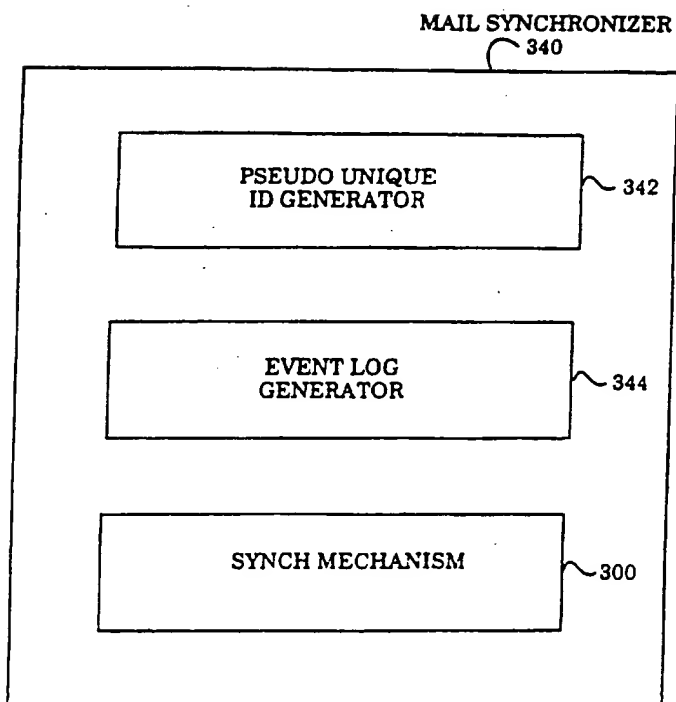 MAIL SYNCHRONIZER
340
PSEUDO UNIQUE
ID GENERATOR
342
EVENT LOG
GENERATOR
344
SYNCH MECHANISM
300